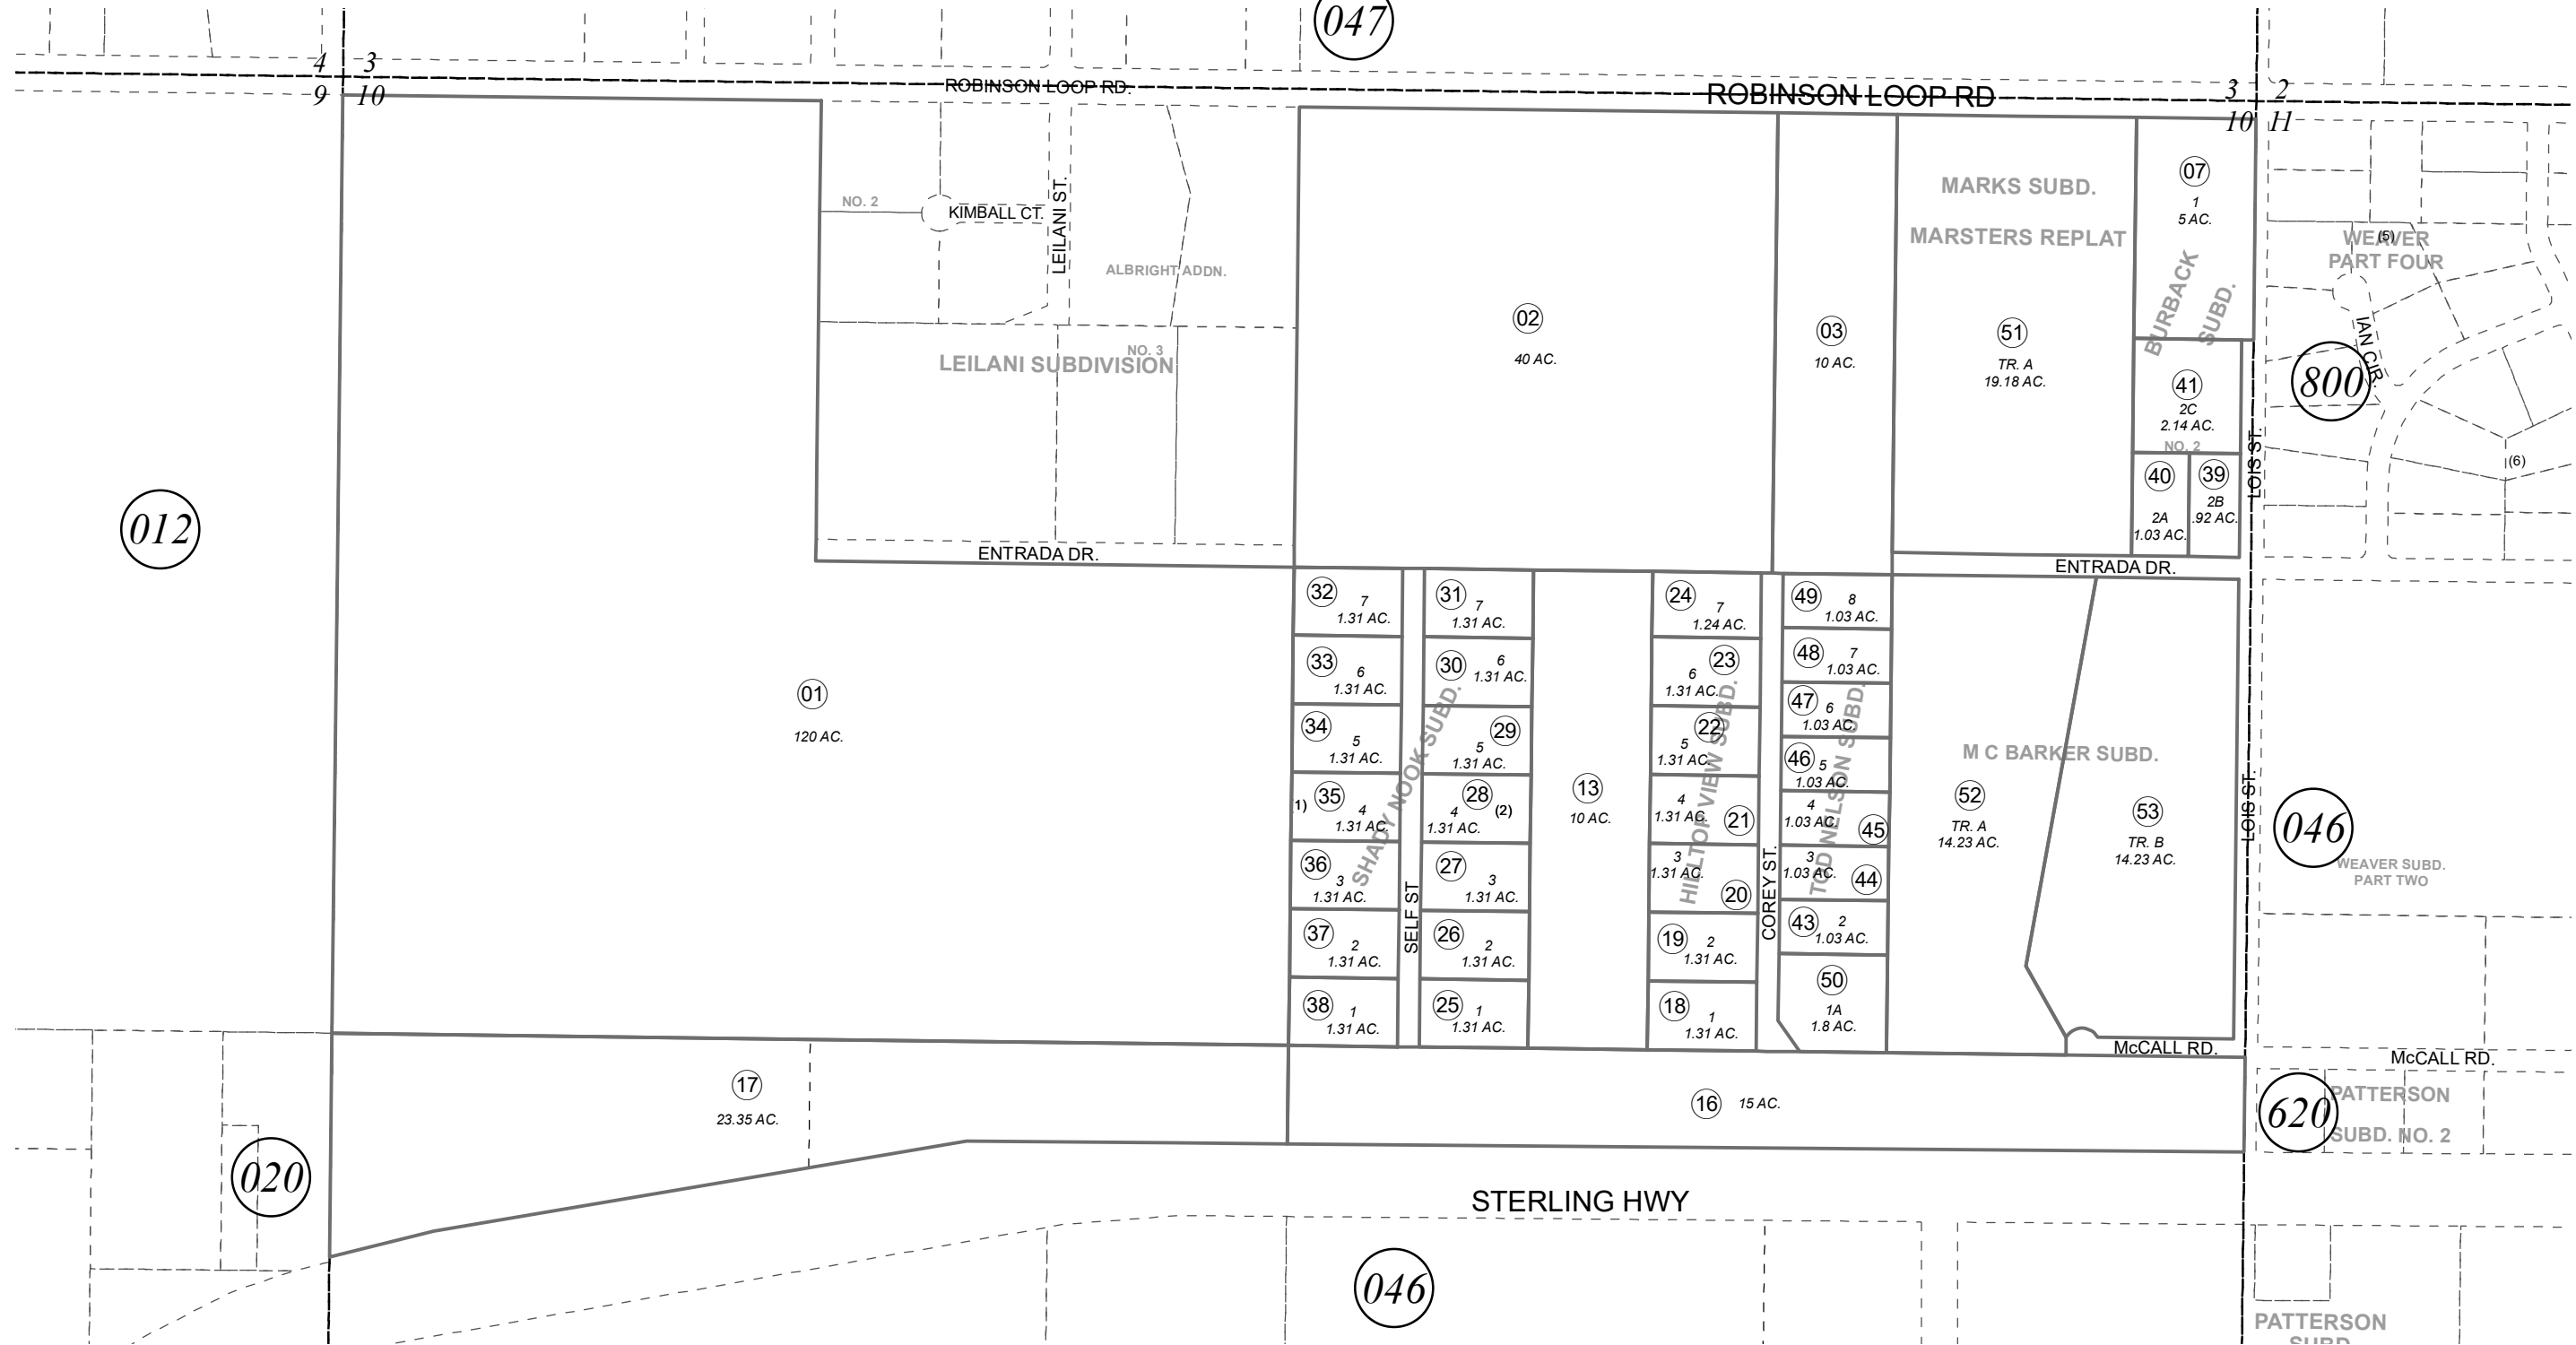 047
4 3
9 10
ROBINSON LOOP RD.
ROBINSON LOOP RD
3 2
10 11
NO. 2
KIMBALL CT.
LEILANI ST.
ALBRIGHT ADDN.
NO. 3
LEILANI SUBDIVISION
ENTRADA DR.
02
40 AC.
03
10 AC.
MARKS SUBD.
MARSTERS REPLAT
51
TR. A
19.18 AC.
07
1
5 AC.
BURBACK
SUBD.
41
2C
2.14 AC.
NO. 2
40
2A
1.03 AC.
39
2B
.92 AC.
LOIS ST.
ENTRADA DR.
(5)
WEAVER
PART FOUR
IAN CIR.
800
(6)
012
01
120 AC.
32
7
1.31 AC.
33
6
1.31 AC.
34
5
1.31 AC.
(1)
35
4
1.31 AC.
36
3
1.31 AC.
37
2
1.31 AC.
38
1
1.31 AC.
SHADY NOOK SUBD.
SELF ST
31
7
1.31 AC.
30
6
1.31 AC.
29
5
1.31 AC.
28
(2)
4
1.31 AC.
27
3
1.31 AC.
26
2
1.31 AC.
25
1
1.31 AC.
13
10 AC.
24
7
1.24 AC.
23
6
1.31 AC.
22
5
1.31 AC.
4
1.31 AC.
21
3
1.31 AC.
20
19
2
1.31 AC.
18
1
1.31 AC.
HILLTOP VIEW SUBD.
COREY ST.
49
8
1.03 AC.
48
7
1.03 AC.
47
6
1.03 AC.
46
5
1.03 AC.
4
1.03 AC.
45
3
1.03 AC.
44
43
2
1.03 AC.
50
1A
1.8 AC.
TOD NELSON SUBD.
M C BARKER SUBD.
52
TR. A
14.23 AC.
53
TR. B
14.23 AC.
LOIS ST.
046
WEAVER SUBD.
PART TWO
McCALL RD.
McCALL RD.
17
23.35 AC.
16
15 AC.
620
PATTERSON
SUBD. NO. 2
020
STERLING HWY
046
PATTERSON
SUBD.